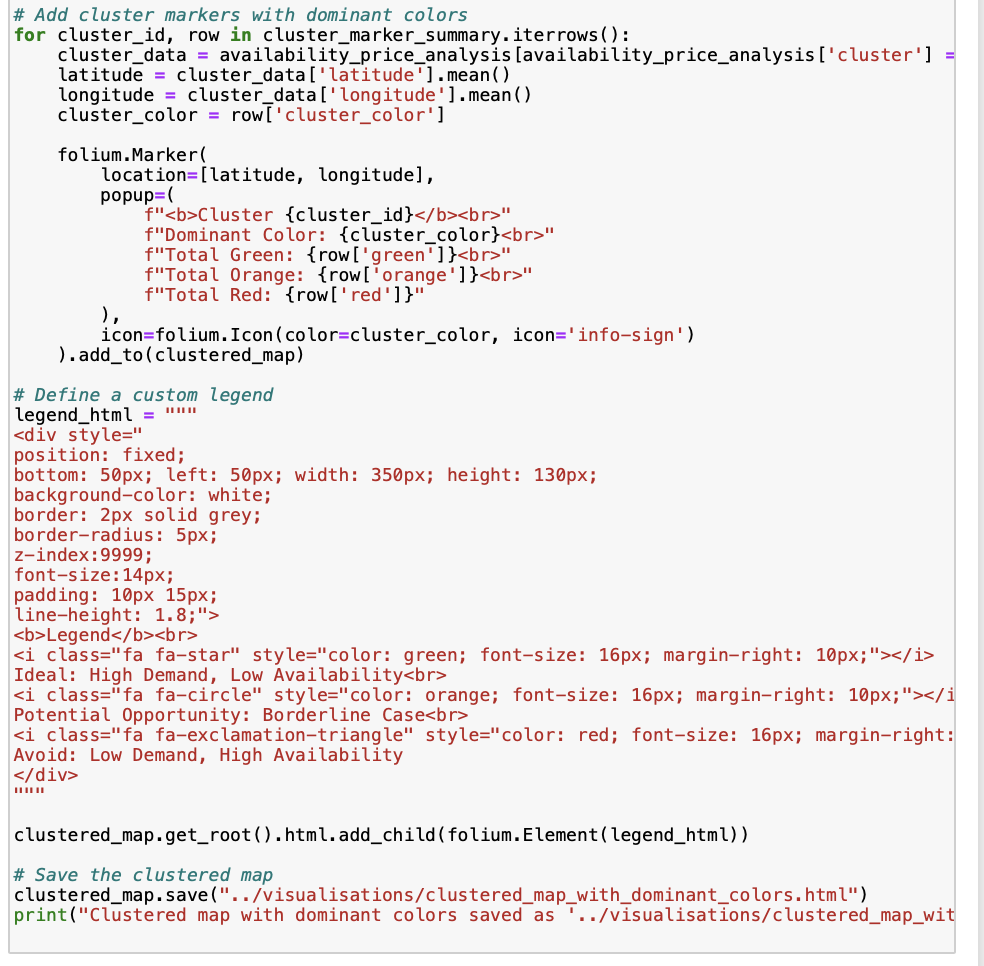 # Add cluster markers with dominant colors
for cluster_id, row in cluster_marker_summary.iterrows():
    cluster_data = availability_price_analysis[availability_price_analysis['cluster'] =
    latitude = cluster_data['latitude'].mean()
    longitude = cluster_data['longitude'].mean()
    cluster_color = row['cluster_color']

    folium.Marker(
        location=[latitude, longitude],
        popup=(
            f"<b>Cluster {cluster_id}</b><br>"
            f"Dominant Color: {cluster_color}<br>"
            f"Total Green: {row['green']}<br>"
            f"Total Orange: {row['orange']}<br>"
            f"Total Red: {row['red']}"
        ),
        icon=folium.Icon(color=cluster_color, icon='info-sign')
    ).add_to(clustered_map)

# Define a custom legend
legend_html = """
<div style="
position: fixed;
bottom: 50px; left: 50px; width: 350px; height: 130px;
background-color: white;
border: 2px solid grey;
border-radius: 5px;
z-index:9999;
font-size:14px;
padding: 10px 15px;
line-height: 1.8;">
<b>Legend</b><br>
<i class="fa fa-star" style="color: green; font-size: 16px; margin-right: 10px;"></i>
Ideal: High Demand, Low Availability<br>
<i class="fa fa-circle" style="color: orange; font-size: 16px; margin-right: 10px;"></i
Potential Opportunity: Borderline Case<br>
<i class="fa fa-exclamation-triangle" style="color: red; font-size: 16px; margin-right:
Avoid: Low Demand, High Availability
</div>
"""

clustered_map.get_root().html.add_child(folium.Element(legend_html))

# Save the clustered map
clustered_map.save("../visualisations/clustered_map_with_dominant_colors.html")
print("Clustered map with dominant colors saved as '../visualisations/clustered_map_wit